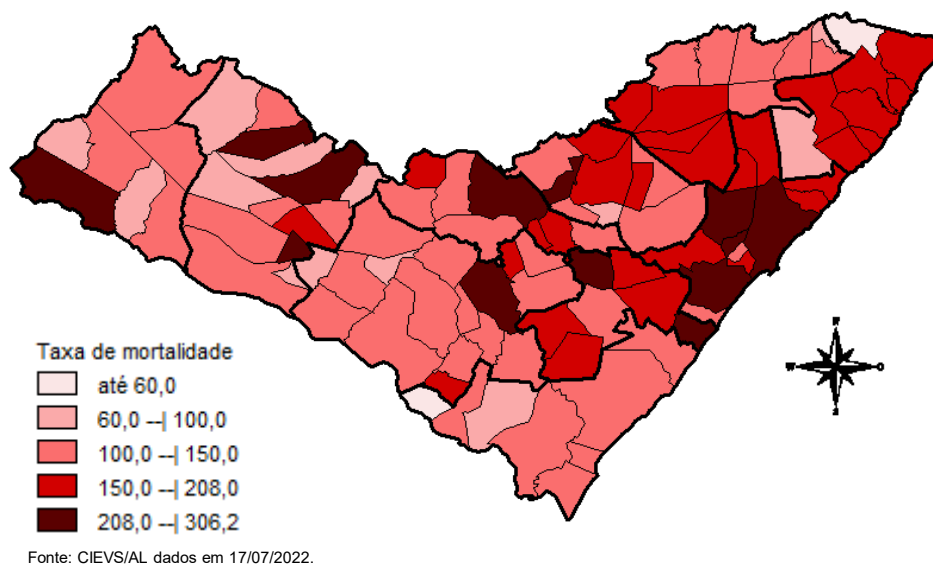 Taxa de mortalidade
até 60,0
60,0 --| 100,0
100,0 --| 150,0
150,0 --| 208,0
208,0 --| 306,2
Fonte: CIEVS/AL dados em 17/07/2022.